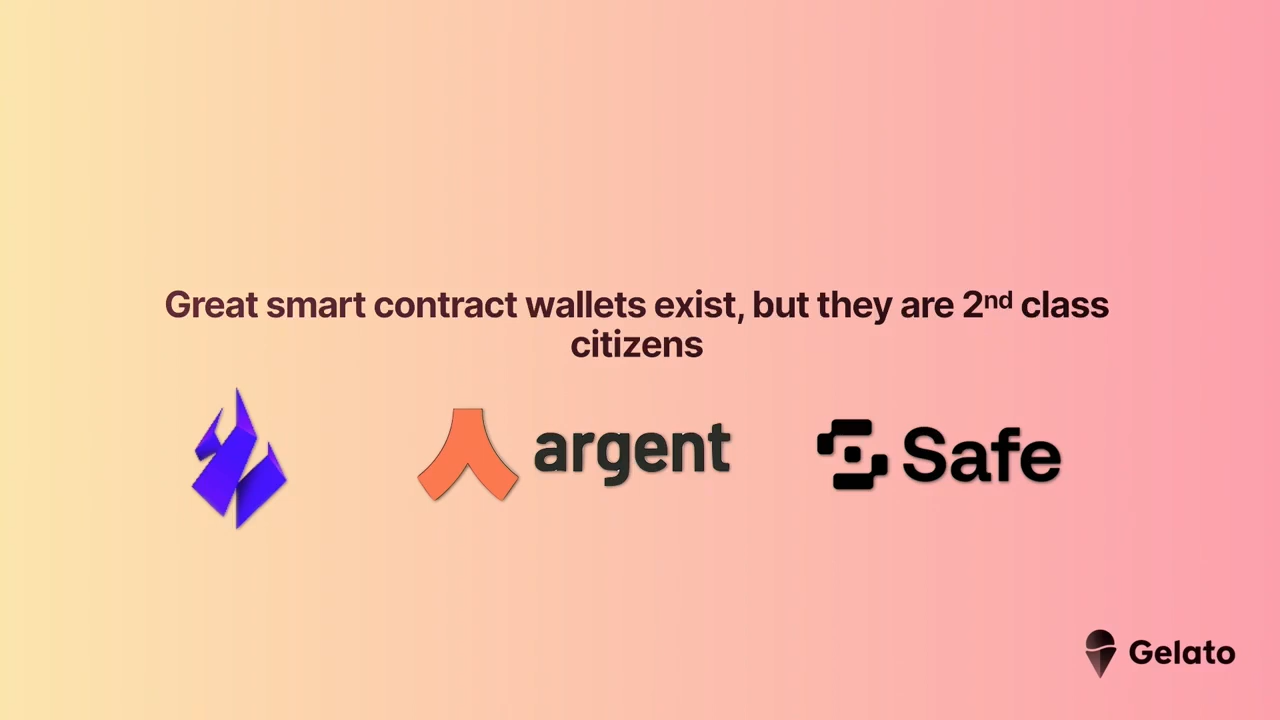 Great smart contract wallets exist, but they are 2nd class
citizens
argent
Safe
Gelato